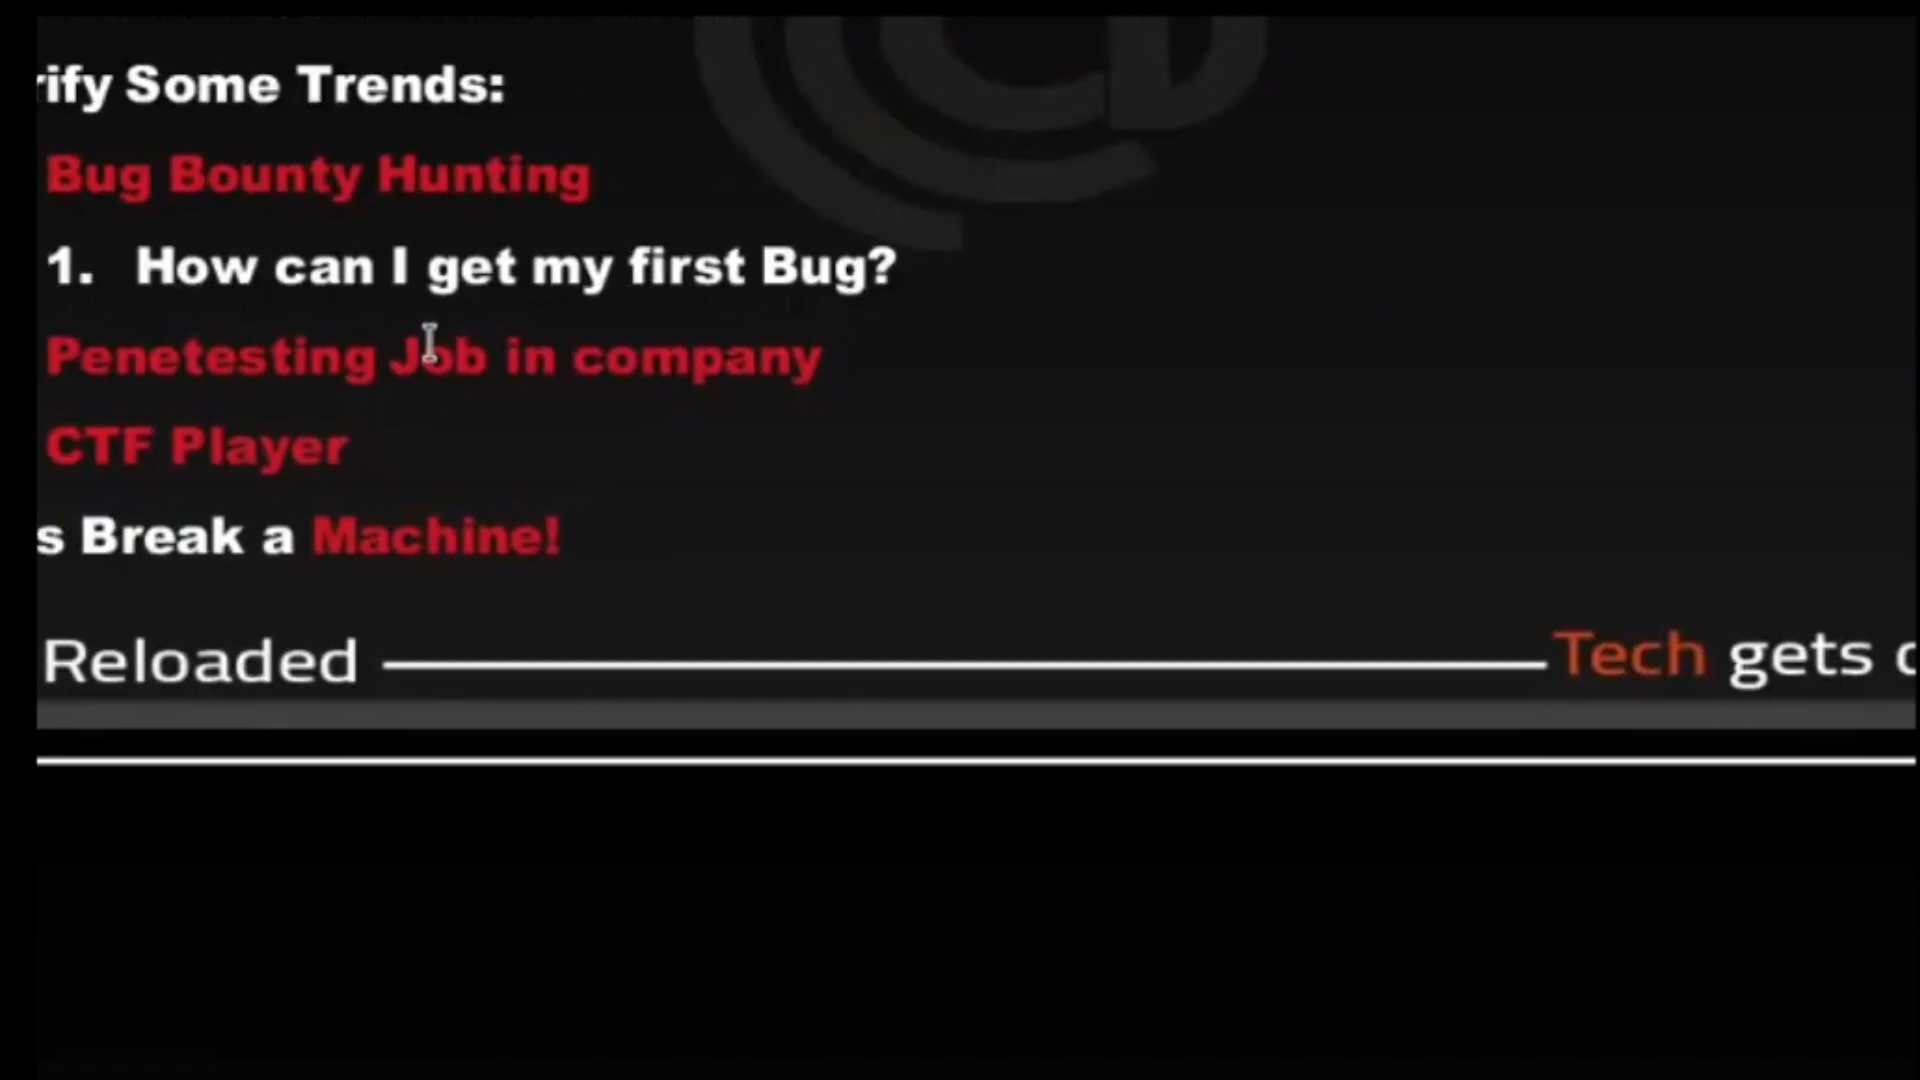 rify Some Trends:
Bug Bounty Hunting
1. How can I get my first Bug?
Penetesting Job in company
CTF Player
s Break a Machine!
Reloaded
Tech gets